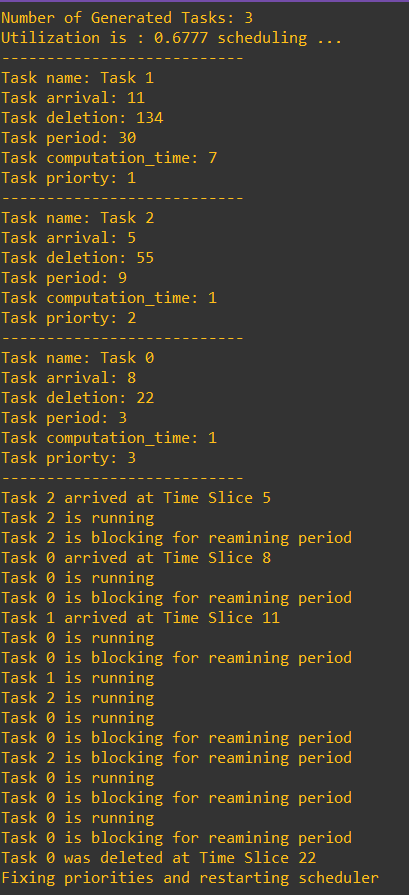 Number of Generated Tasks: 3
Utilization is : 0.6777 scheduling ...
---------------------------
Task name: Task 1
Task arrival: 11
Task deletion: 134
Task period: 30
Task computation_time: 7
Task priorty: 1
---------------------------
Task name: Task 2
Task arrival: 5
Task deletion: 55
Task period: 9
Task computation_time: 1
Task priorty: 2
---------------------------
Task name: Task 0
Task arrival: 8
Task deletion: 22
Task period: 3
Task computation_time: 1
Task priorty: 3
---------------------------
Task 2 arrived at Time Slice 5
Task 2 is running
Task 2 is blocking for reamining period
Task 0 arrived at Time Slice 8
Task 0 is running
Task 0 is blocking for reamining period
Task 1 arrived at Time Slice 11
Task 0 is running
Task 0 is blocking for reamining period
Task 1 is running
Task 2 is running
Task 0 is running
Task 0 is blocking for reamining period
Task 2 is blocking for reamining period
Task 0 is running
Task 0 is blocking for reamining period
Task 0 is running
Task 0 is blocking for reamining period
Task 0 was deleted at Time Slice 22
Fixing priorities and restarting scheduler